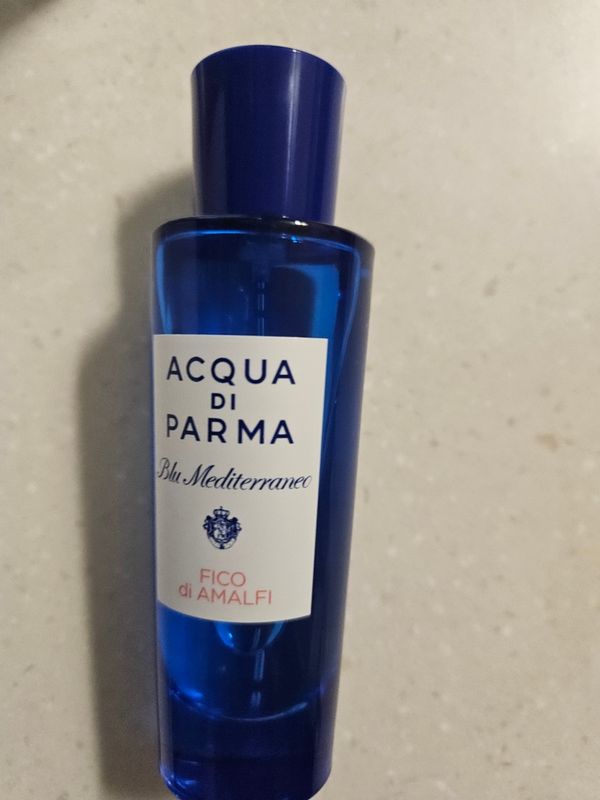 ACQUA
DI
PARMA
Blu Mediterraneo
FICO
di AMALFI